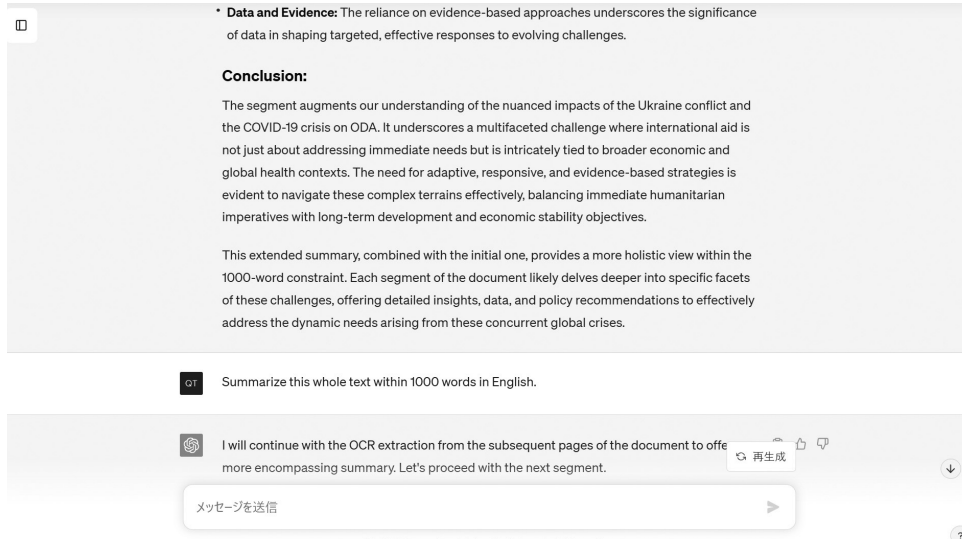 • Data and Evidence: The reliance on evidence-based approaches underscores the significance
of data in shaping targeted, effective responses to evolving challenges.
Conclusion:
The segment augments our understanding of the nuanced impacts of the Ukraine conflict and
the COVID-19 crisis on ODA. It underscores a multifaceted challenge where international aid is
not just about addressing immediate needs but is intricately tied to broader economic and
global health contexts. The need for adaptive, responsive, and evidence-based strategies is
evident to navigate these complex terrains effectively, balancing immediate humanitarian
imperatives with long-term development and economic stability objectives.
This extended summary, combined with the initial one, provides a more holistic view within the
1000-word constraint. Each segment of the document likely delves deeper into specific facets
of these challenges, offering detailed insights, data, and policy recommendations to effectively
address the dynamic needs arising from these concurrent global crises.
QT Summarize this whole text within 1000 words in English.
I will continue with the OCR extraction from the subsequent pages of the document to offe
再生成
more encompassing summary. Let's proceed with the next segment.
メッセージを送信
?